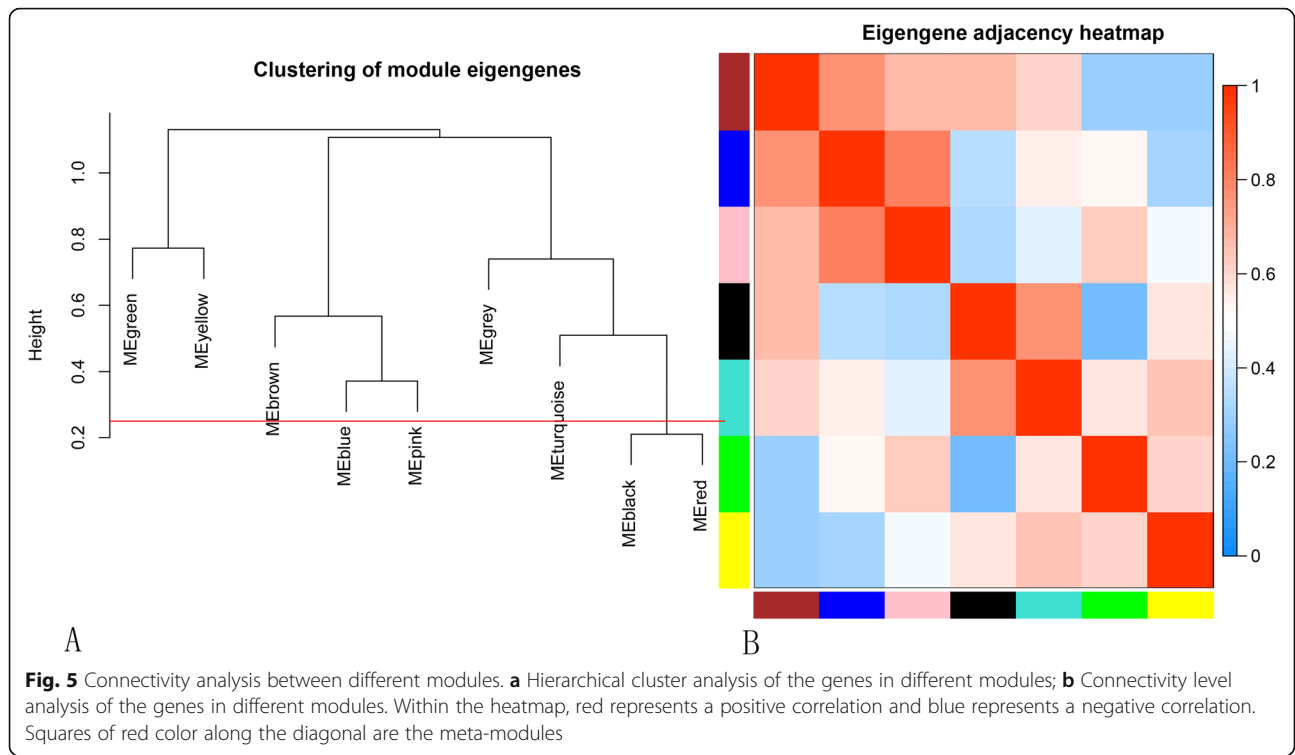 Clustering of module eigengenes
Height
1.0
0.8
0.6
0.4
0.2
MEgreen
MEyellow
MEbrown
MEblue
MEpink
MEgrey
MEturquoise
MEblack
MEred
A
Eigengene adjacency heatmap
1
0.8
0.6
0.4
0.2
0
B
Fig. 5 Connectivity analysis between different modules. a Hierarchical cluster analysis of the genes in different modules; b Connectivity level
analysis of the genes in different modules. Within the heatmap, red represents a positive correlation and blue represents a negative correlation.
Squares of red color along the diagonal are the meta-modules